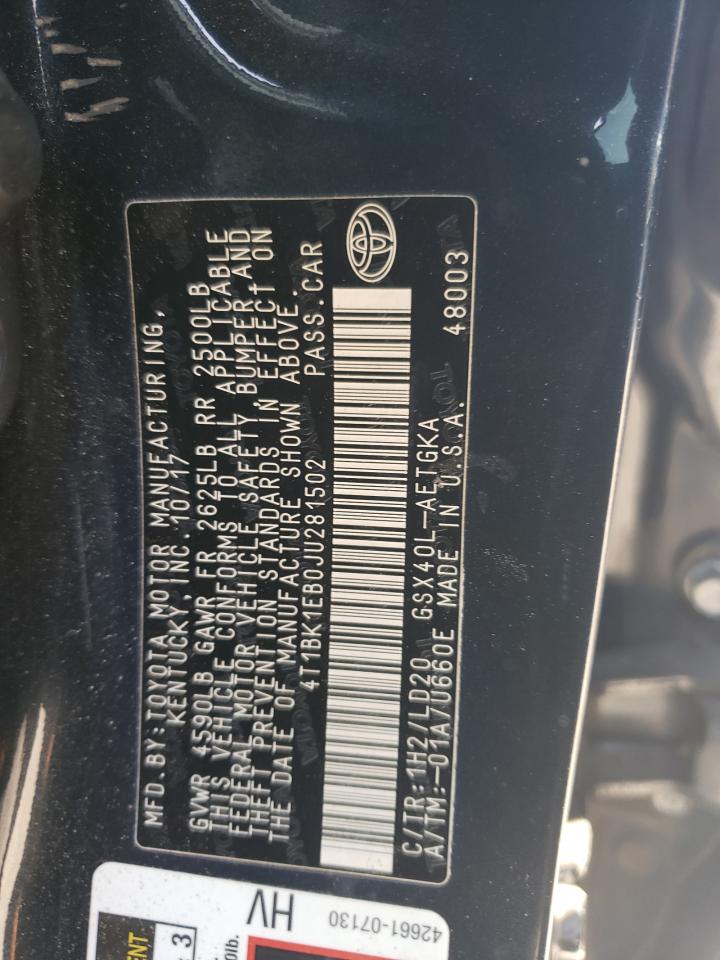 MFD.BY:TOYOTA MOTOR MANUFACTURING,
KENTUCKY, INC. 10/17
GVWR 4590LB GAWR FR 2625LB RR 2500LB
THIS VEHICLE CONFORMS TO ALL APPLICABLE
FEDERAL MOTOR VEHICLE SAFETY, BUMPER, AND
THEFT PREVENTION STANDARDS IN EFFECT ON
THE DATE OF MANUFACTURE SHOWN ABOVE.
4T1BK1EB0JU281502 PASS.CAR
C/TR:1H2/LD20 GSX40L-AETGKA
A/TM:-01A/U660E MADE IN U.S.A. 48003
HV
42661-07130
3